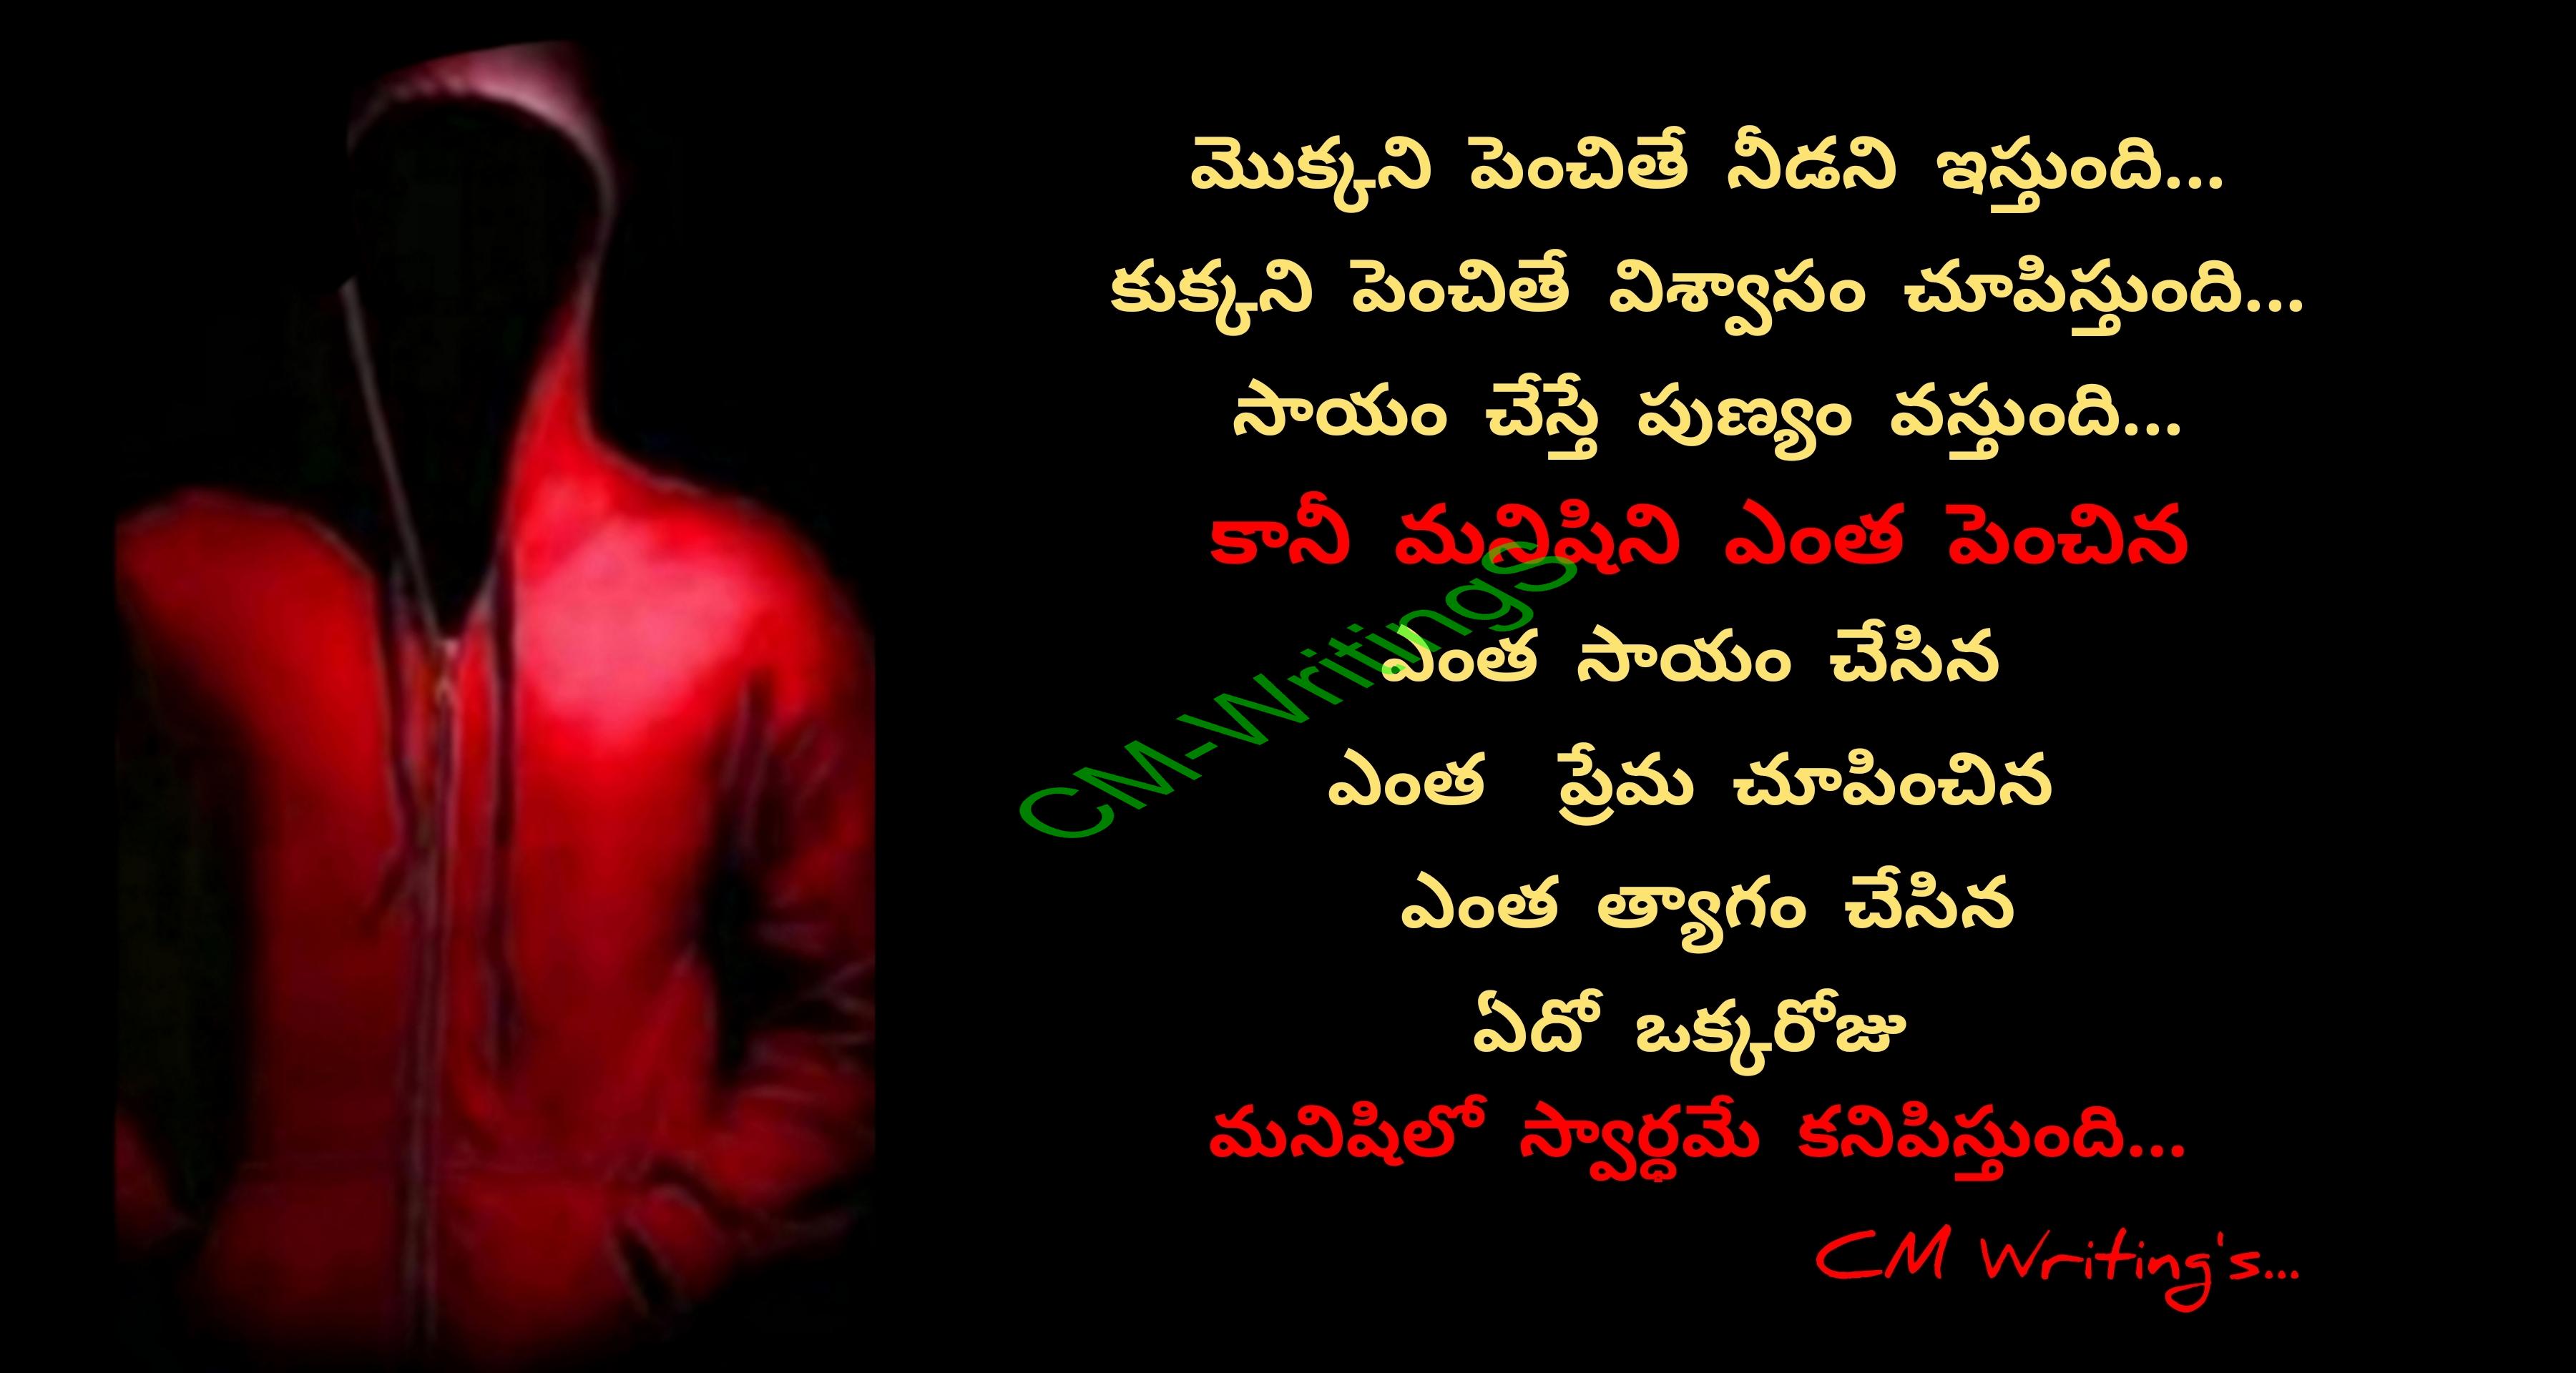 మొక్కని పెంచితే నీడని ఇస్తుంది...
కుక్కని పెంచితే విశ్వాసం చూపిస్తుంది...
సాయం చేస్తే పుణ్యం వస్తుంది...
కానీ మనిషిని ఎంత పెంచిన
ఎంత సాయం చేసిన
ఎంత ప్రేమ చూపించిన
ఎంత త్యాగం చేసిన
ఏదో ఒక్కరోజు
మనిషిలో స్వార్ధమే కనిపిస్తుంది...
CM Writing's...
CM-WritingS